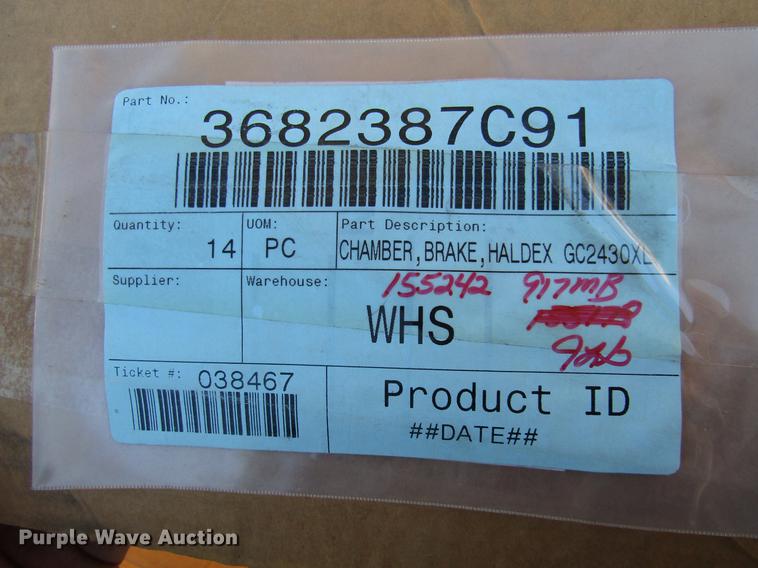 Part No.:
3682387C91
Quantity: UOM: Part Description:
14 PC CHAMBER,BRAKE,HALDEX GC2430XL
Supplier: Warehouse: 155242 917MB
WHS
Ticket #: 038467
Product ID
##DATE##
Purple Wave Auction